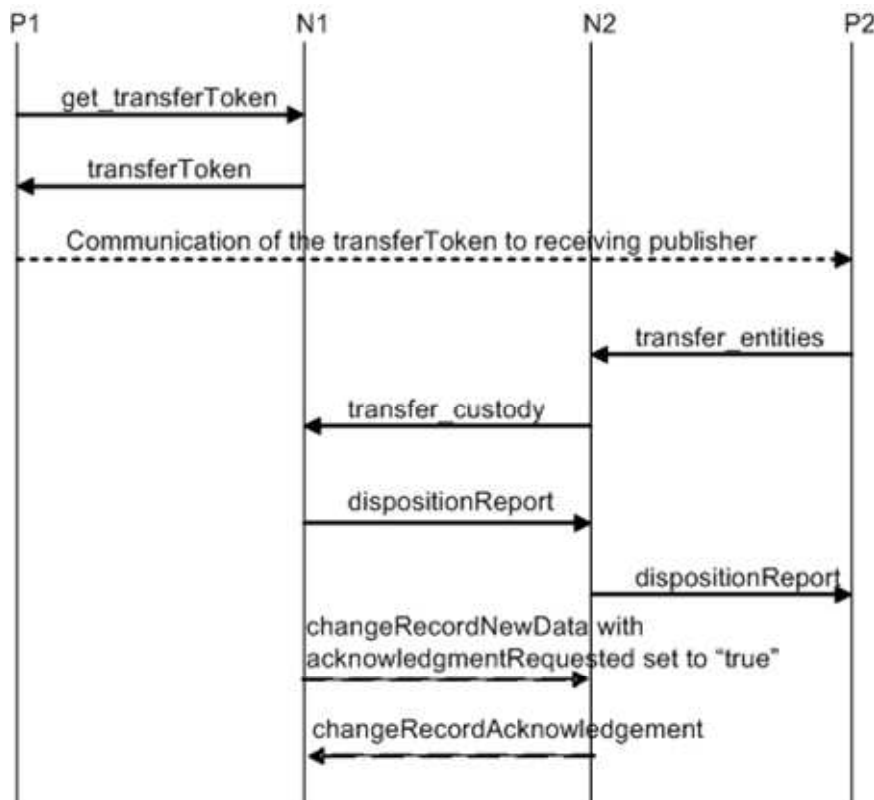 P1 N1 N2 P2
get_transferToken
transferToken
Communication of the transferToken to receiving publisher
transfer_entities
transfer_custody
dispositionReport
dispositionReport
changeRecordNewData with
acknowledgmentRequested set to “true”
changeRecordAcknowledgement